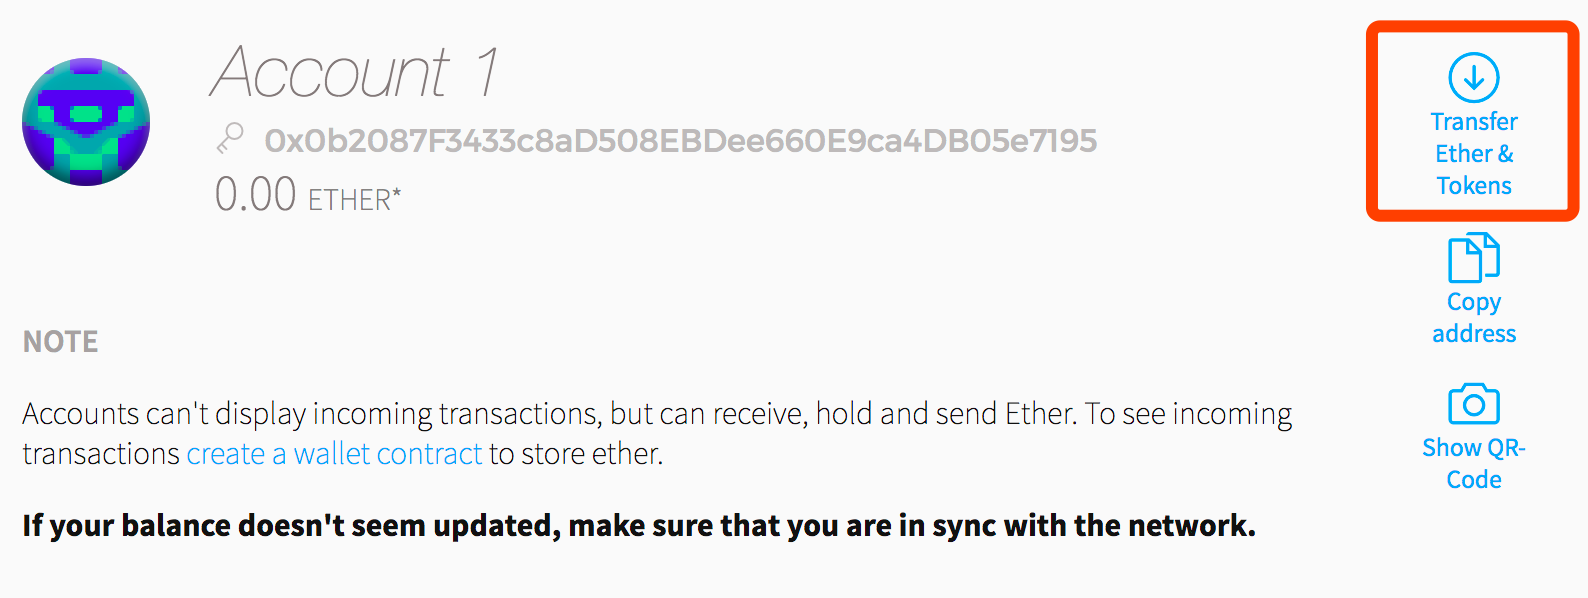 Account 1
0x0b2087F3433c8aD508EBDee660E9ca4DB05e7195
0.00 ETHER*
NOTE
Accounts can't display incoming transactions, but can receive, hold and send Ether. To see incoming
transactions create a wallet contract to store ether.
If your balance doesn't seem updated, make sure that you are in sync with the network.
Transfer
Ether &
Tokens
Copy
address
Show QR-
Code